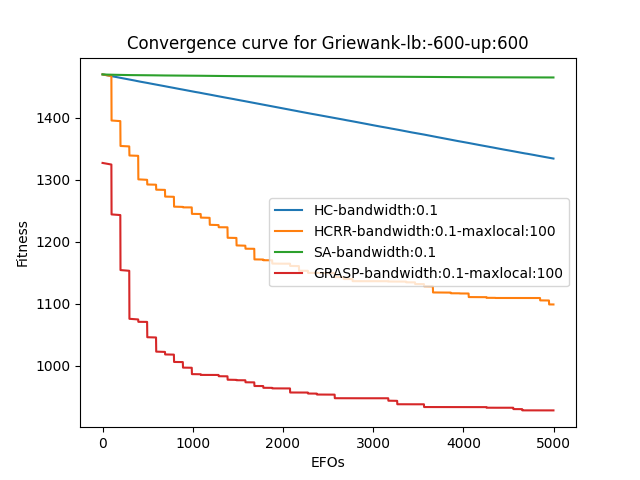 Convergence curve for Griewank-lb:-600-up:600
Fitness
1400
1300
1200
1100
1000
HC-bandwidth:0.1
HCRR-bandwidth:0.1-maxlocal:100
SA-bandwidth:0.1
GRASP-bandwidth:0.1-maxlocal:100
0 1000 2000 3000 4000 5000
EFOs